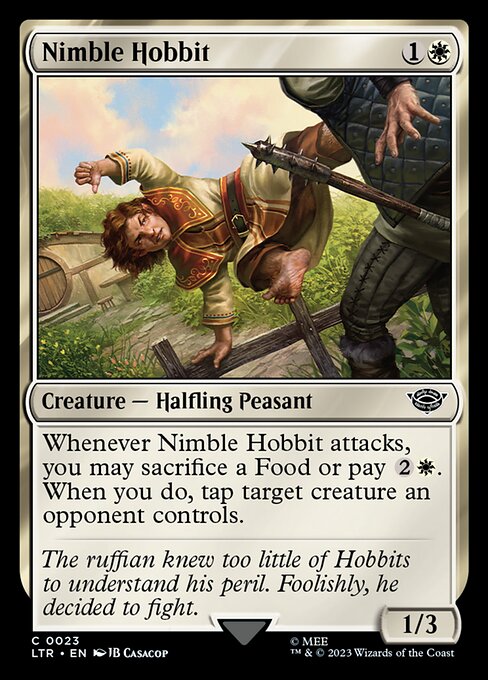 Nimble Hobbit 1
Creature — Halfling Peasant
Whenever Nimble Hobbit attacks,
you may sacrifice a Food or pay 2.
When you do, tap target creature an
opponent controls.
The ruffian knew too little of Hobbits
to understand his peril. Foolishly, he
decided to fight.
1/3
C 0023
LTR • EN JB Casacop
© MEE
™ & © 2023 Wizards of the Coast